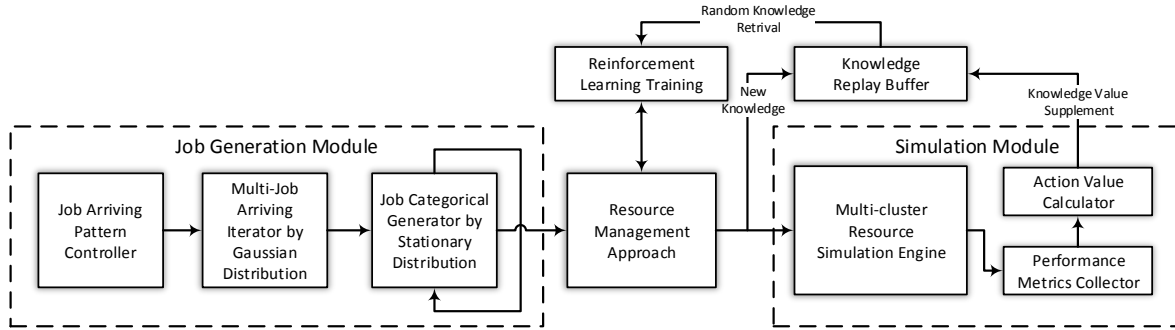 Random Knowledge
Retrival
Reinforcement
Learning Training
Knowledge
Replay Buffer
New
Knowledge
Knowledge Value
Supplement
Job Generation Module
Simulation Module
Job Arriving
Pattern
Controller
Multi-Job
Arriving
Iterator by
Gaussian
Distribution
Job Categorical
Generator by
Stationary
Distribution
Resource
Management
Approach
Multi-cluster
Resource
Simulation Engine
Action Value
Calculator
Performance
Metrics Collector